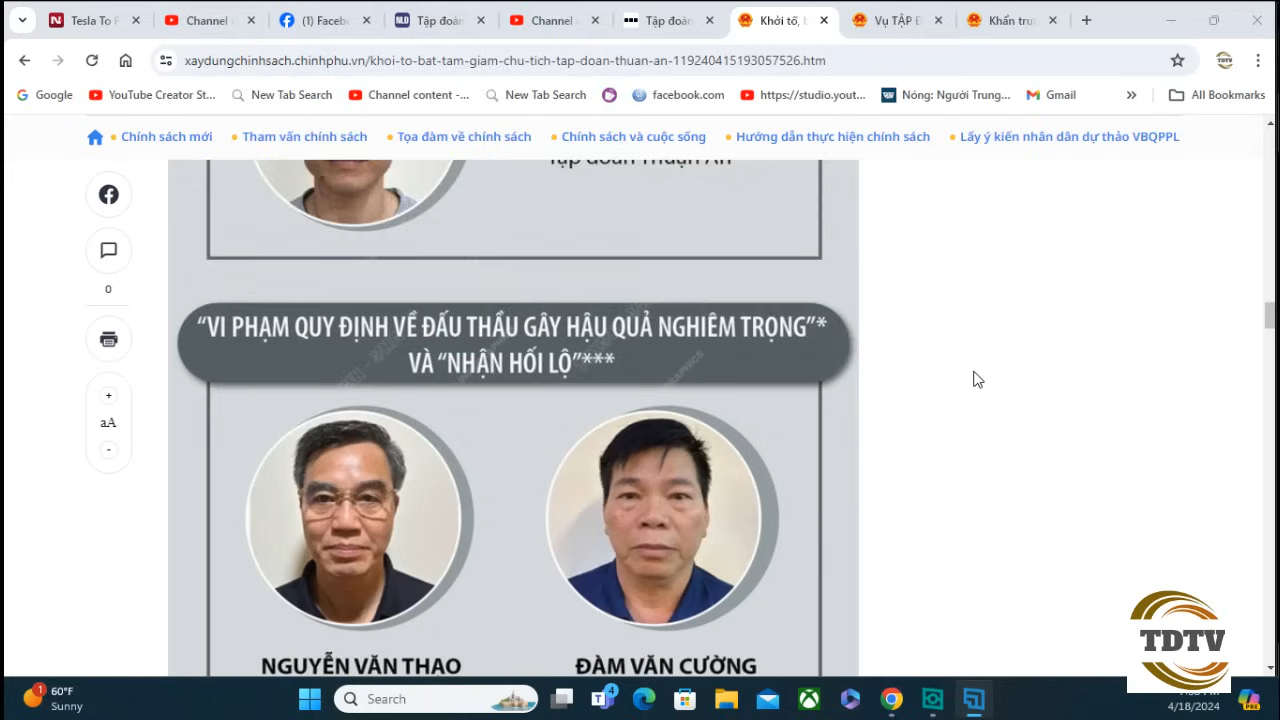 Tesla To F
Channel c
(1) Faceb
Tập đoàn
Channel
Tập đoàn
Khởi tố, b
Vụ TẬP Đ
Khẩn trư
xaydungchinhsach.chinhphu.vn/khoi-to-bat-tam-giam-chu-tich-tap-doan-thuan-an-119240415193057526.htm
Google
YouTube Creator St...
New Tab Search
Channel content -...
New Tab Search
facebook.com
https://studio.yout...
Nóng: Người Trung...
Gmail
All Bookmarks
Chính sách mới
Tham vấn chính sách
Tọa đàm về chính sách
Chính sách và cuộc sống
Hướng dẫn thực hiện chính sách
Lấy ý kiến nhân dân dự thảo VBQPPL
Tập đoàn Thuận An
0
+
aA
-
“VI PHẠM QUY ĐỊNH VỀ ĐẤU THẦU GÂY HẬU QUẢ NGHIÊM TRỌNG”*
VÀ “NHẬN HỐI LỘ”***
NGUYỄN VĂN THAO
ĐÀM VĂN CƯỜNG
TDTV
60°F
Sunny
Search
4/18/2024